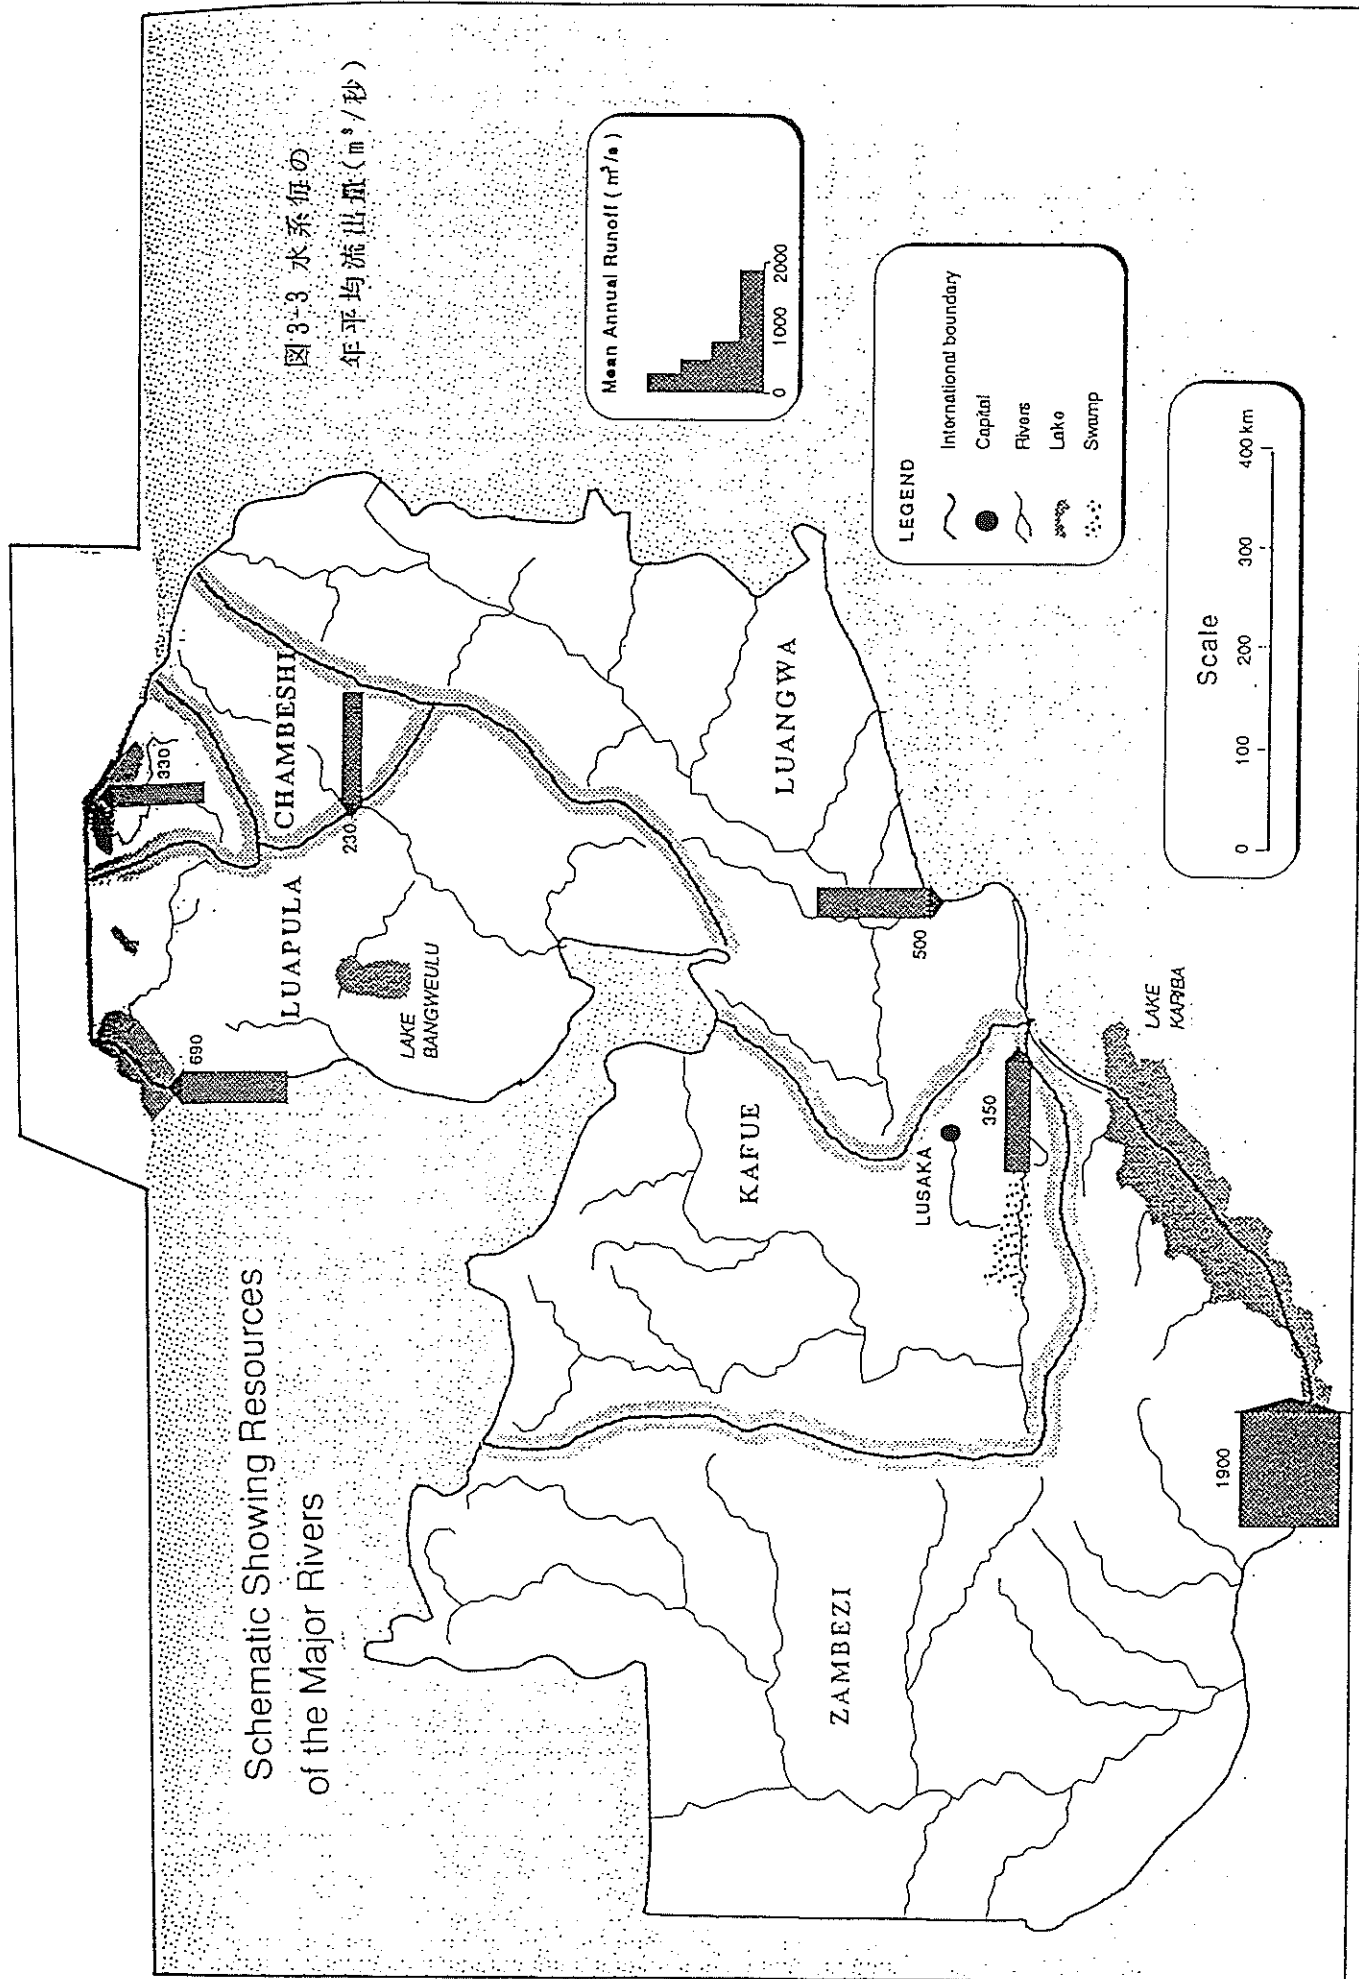 Schematic Showing Resources
of the Major Rivers
図3-3 水系毎の
年平均流出量(m³/秒)
Mean Annual Runoff ( m³/s )
0 1000 2000
LEGEND
International boundary
Capital
Rivers
Lake
Swamp
Scale
0 100 200 300 400 km
330
CHAMBESHI
230
690
LUAPULA
LAKE
BANGWEULU
LUANGWA
500
KAFUE
LUSAKA
350
LAKE
KARIBA
ZAMBEZI
1900